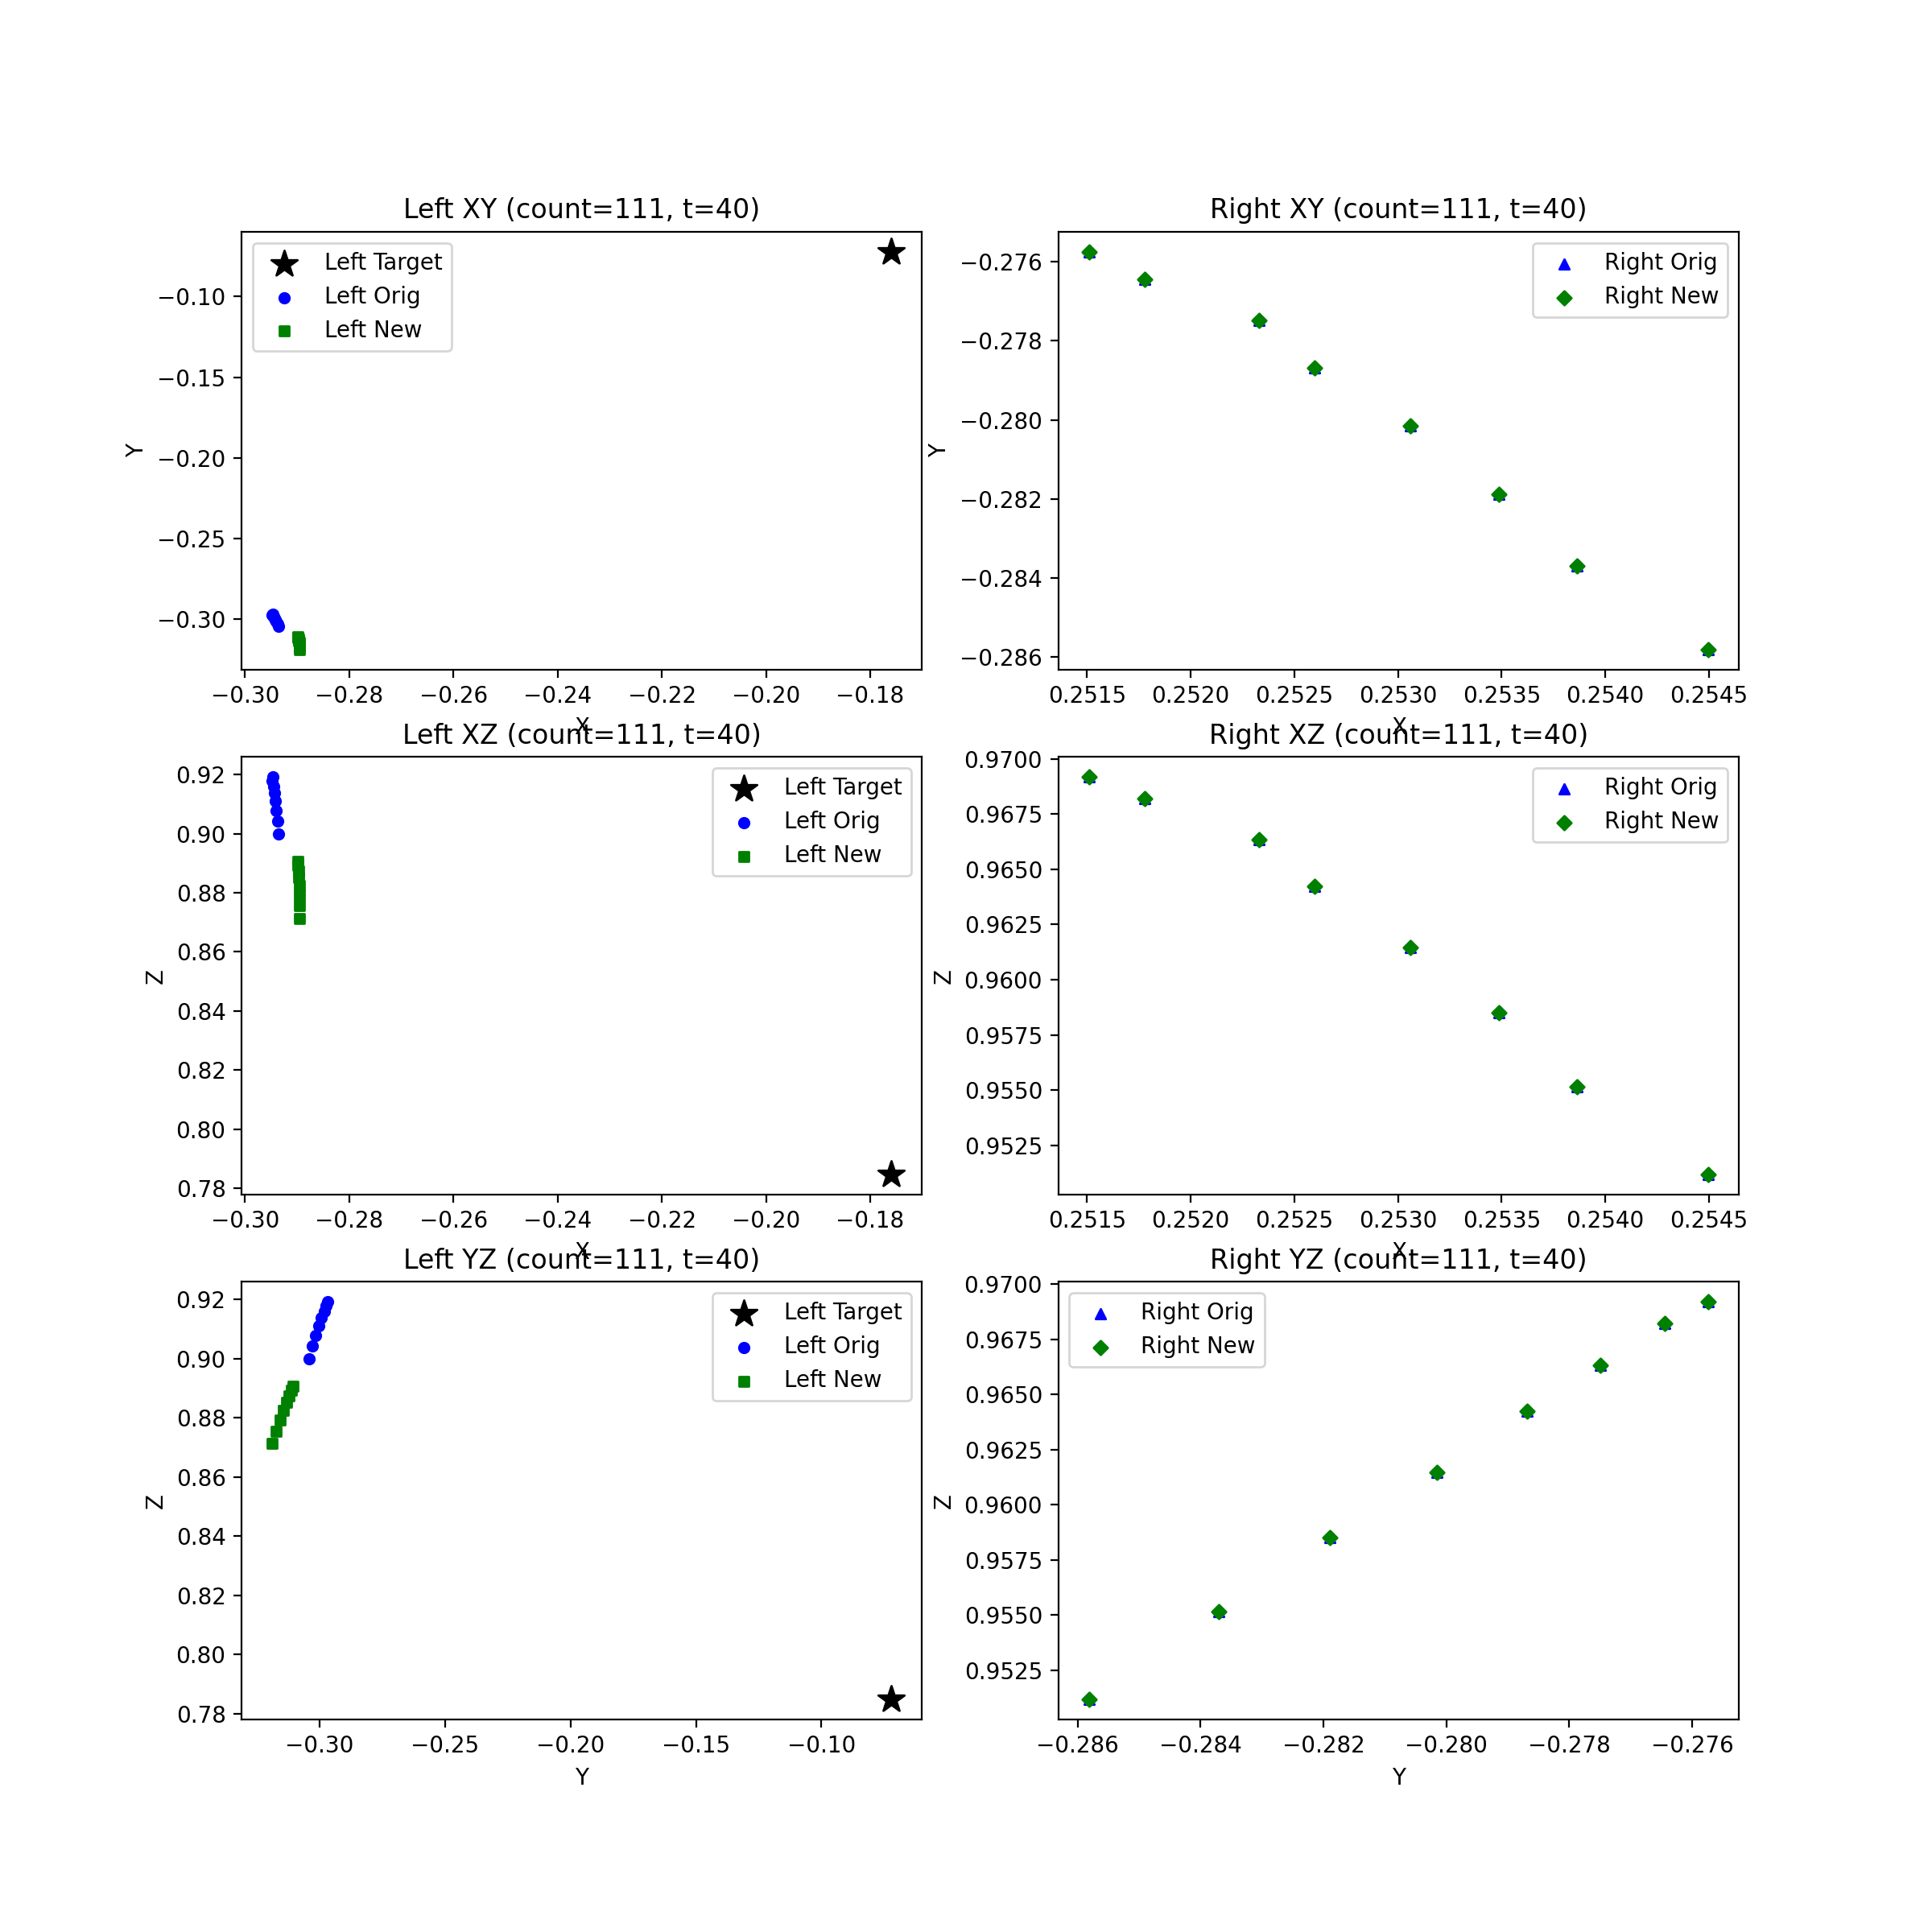 Left XY (count=111, t=40)
Left Target
Left Orig
Left New
−0.10
−0.15
−0.20
−0.25
−0.30
Y
−0.30 −0.28 −0.26 −0.24 −0.22 −0.20 −0.18
X
Right XY (count=111, t=40)
Right Orig
Right New
−0.276
−0.278
−0.280
−0.282
−0.284
−0.286
Y
0.2515 0.2520 0.2525 0.2530 0.2535 0.2540 0.2545
X
Left XZ (count=111, t=40)
Left Target
Left Orig
Left New
0.92
0.90
0.88
0.86
0.84
0.82
0.80
0.78
Z
−0.30 −0.28 −0.26 −0.24 −0.22 −0.20 −0.18
X
Right XZ (count=111, t=40)
Right Orig
Right New
0.9700
0.9675
0.9650
0.9625
0.9600
0.9575
0.9550
0.9525
Z
0.2515 0.2520 0.2525 0.2530 0.2535 0.2540 0.2545
X
Left YZ (count=111, t=40)
Left Target
Left Orig
Left New
0.92
0.90
0.88
0.86
0.84
0.82
0.80
0.78
Z
−0.30 −0.25 −0.20 −0.15 −0.10
Y
Right YZ (count=111, t=40)
Right Orig
Right New
0.9700
0.9675
0.9650
0.9625
0.9600
0.9575
0.9550
0.9525
Z
−0.286 −0.284 −0.282 −0.280 −0.278 −0.276
Y